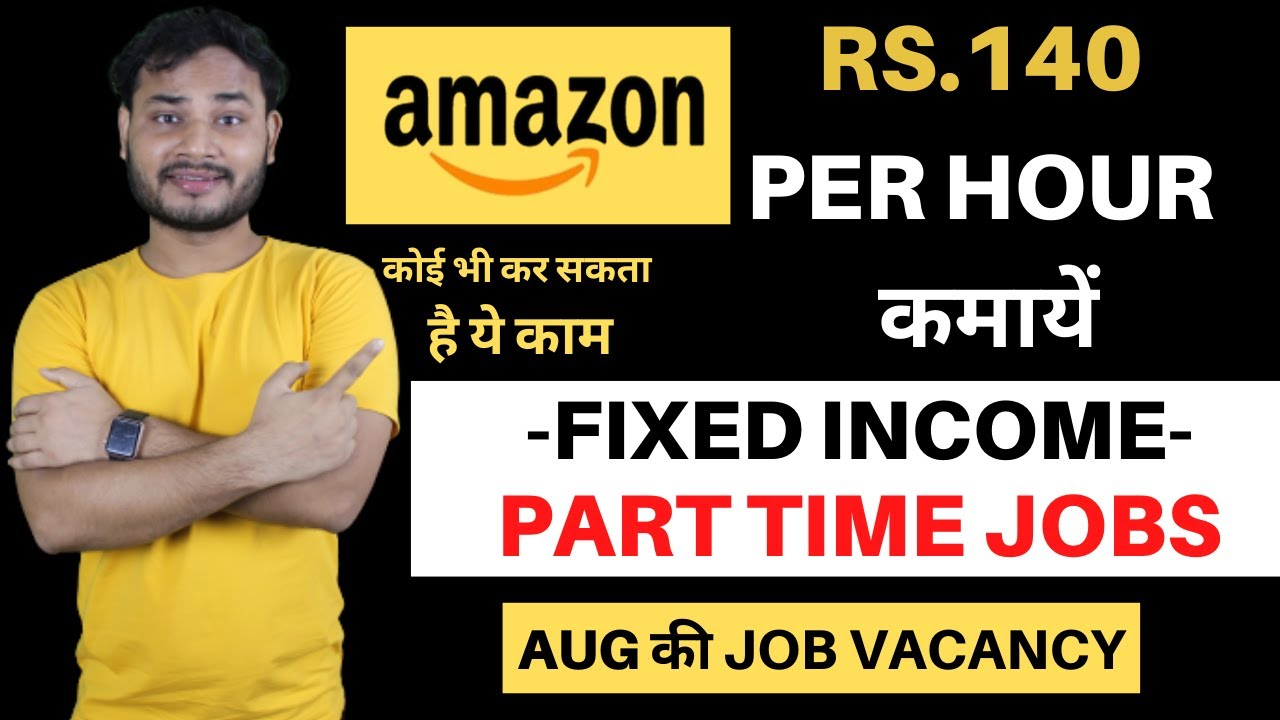 amazon
RS.140
PER HOUR
कमायें
कोई भी कर सकता
है ये काम
-FIXED INCOME-
PART TIME JOBS
AUG की JOB VACANCY